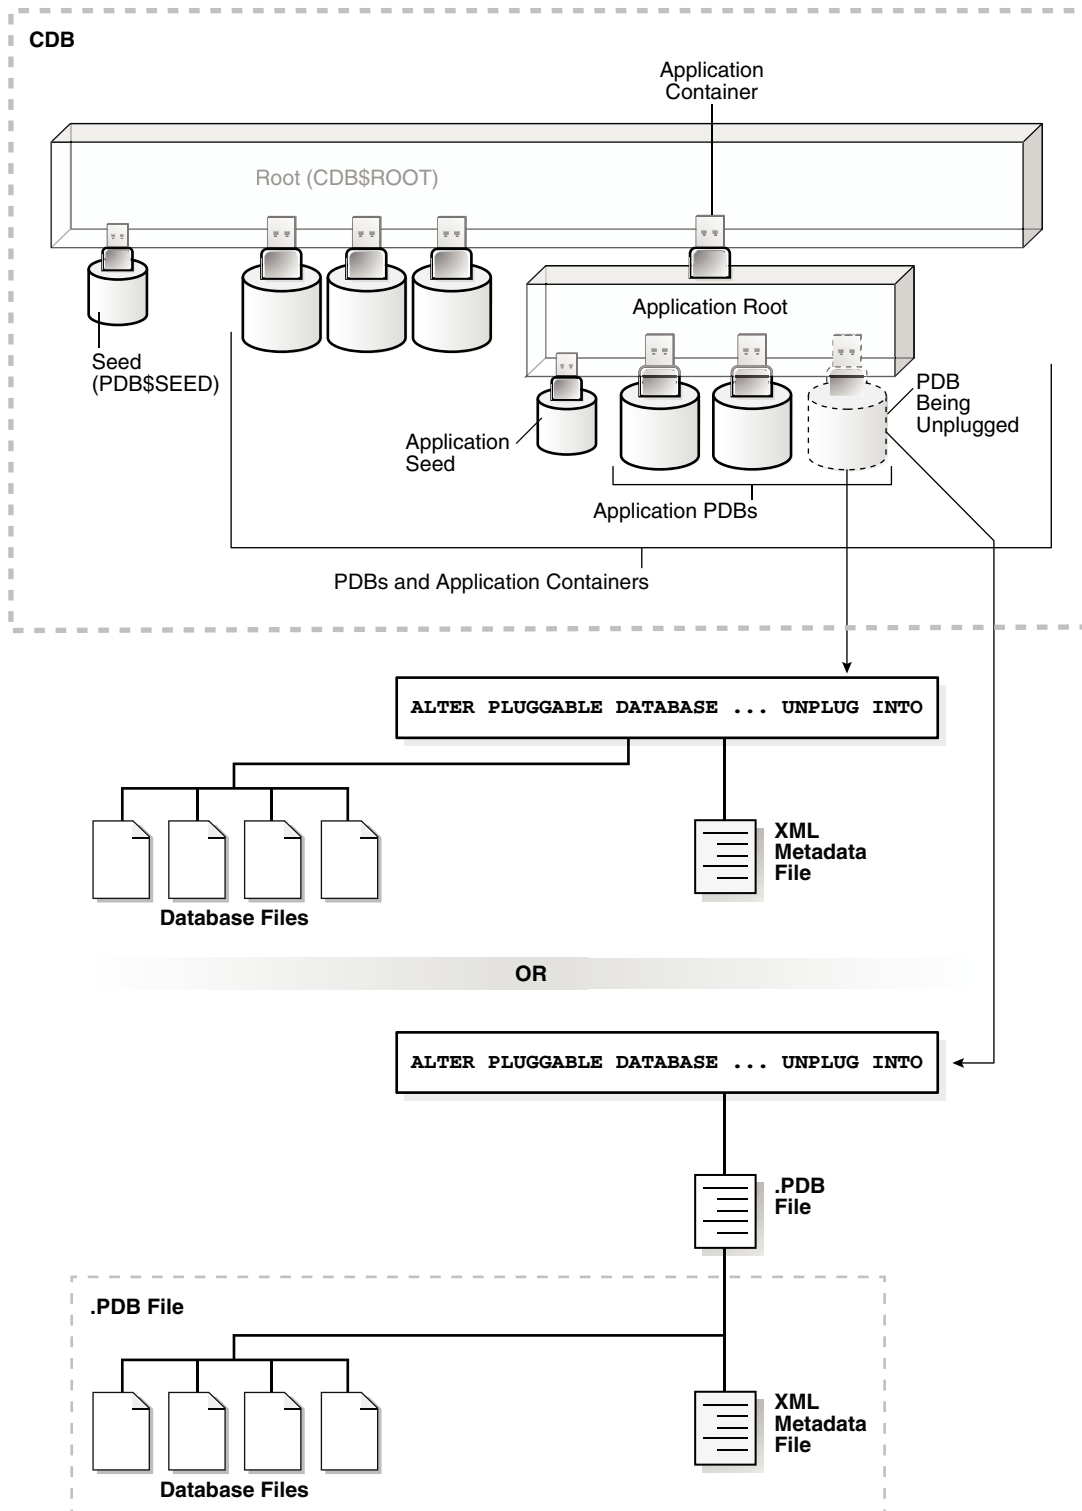 CDB
Application
Container
Root (CDB$ROOT)
Application Root
Seed
(PDB$SEED)
PDB
Being
Unplugged
Application
Seed
Application PDBs
PDBs and Application Containers
ALTER PLUGGABLE DATABASE ... UNPLUG INTO
XML
Metadata
File
Database Files
OR
ALTER PLUGGABLE DATABASE ... UNPLUG INTO
.PDB
File
.PDB File
XML
Metadata
File
Database Files